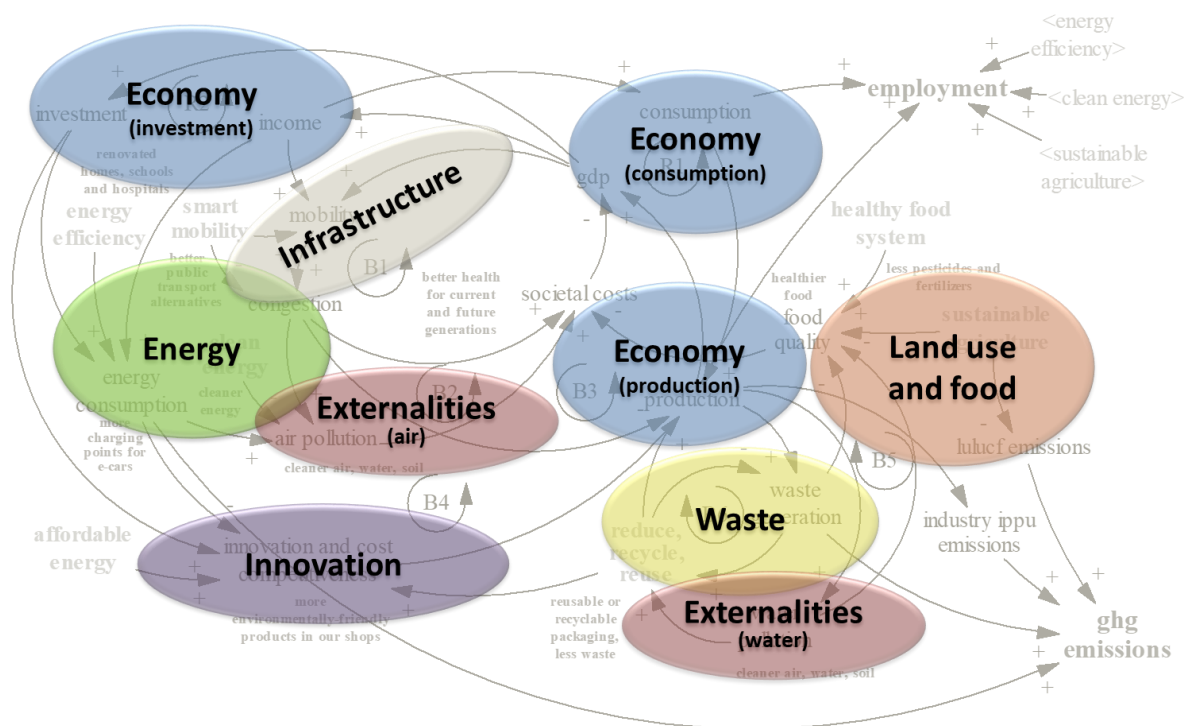 <energy
efficiency>
Economy
(investment)
investment
income
renovated
homes, schools
and hospitals
consumption
Economy
(consumption)
R1
gdp
employment
<clean energy>
<sustainable
agriculture>
energy
efficiency
smart
mobility
mobility
Infrastructure
B1
better
public
transport
alternatives
congestion
better health
for current
and future
generations
societal costs
healthy food
system
less pesticides and
fertilizers
healthier
food
food
quality
sustainable
Land use
and food
lulucf emissions
Energy
clean
energy
energy
consumption
cleaner
energy
more
charging
points for
e-cars
B2
Externalities
(air)
air pollution
cleaner air, water, soil
B3
Economy
(production)
production
B4
B5
Waste
waste
reduce,
recycle,
reuse
industry ippu
emissions
affordable
energy
innovation and cost
Innovation
competitiveness
more
environmentally-friendly
products in our shops
reusable or
recyclable
packaging,
less waste
Externalities
(water)
cleaner air, water, soil
ghg
emissions